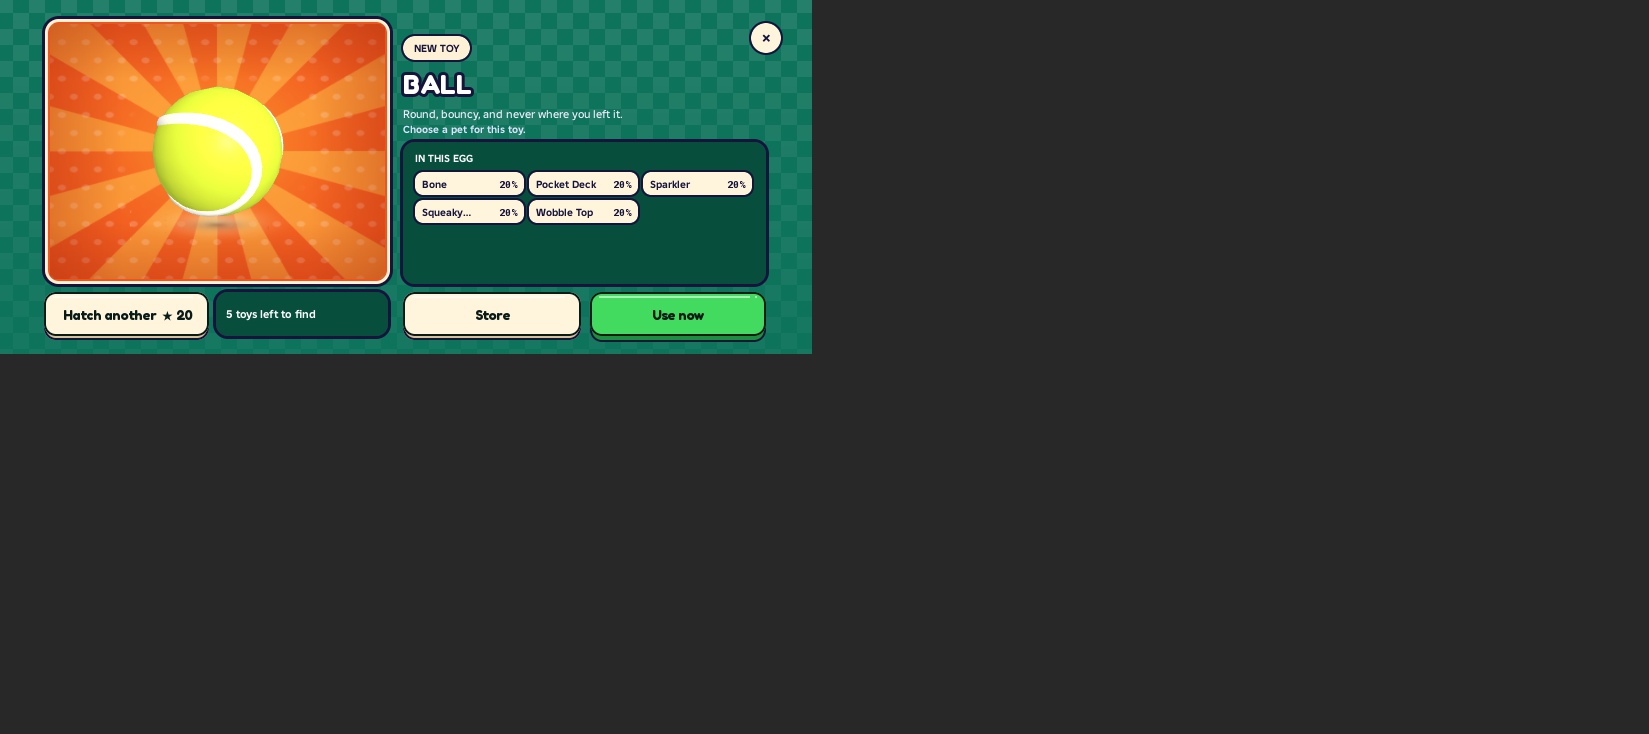 NEW TOY
×
BALL
Round, bouncy, and never where you left it.
Choose a pet for this toy.
IN THIS EGG
Bone 20%
Pocket Deck 20%
Sparkler 20%
Squeaky... 20%
Wobble Top 20%
Hatch another ★ 20
5 toys left to find
Store
Use now